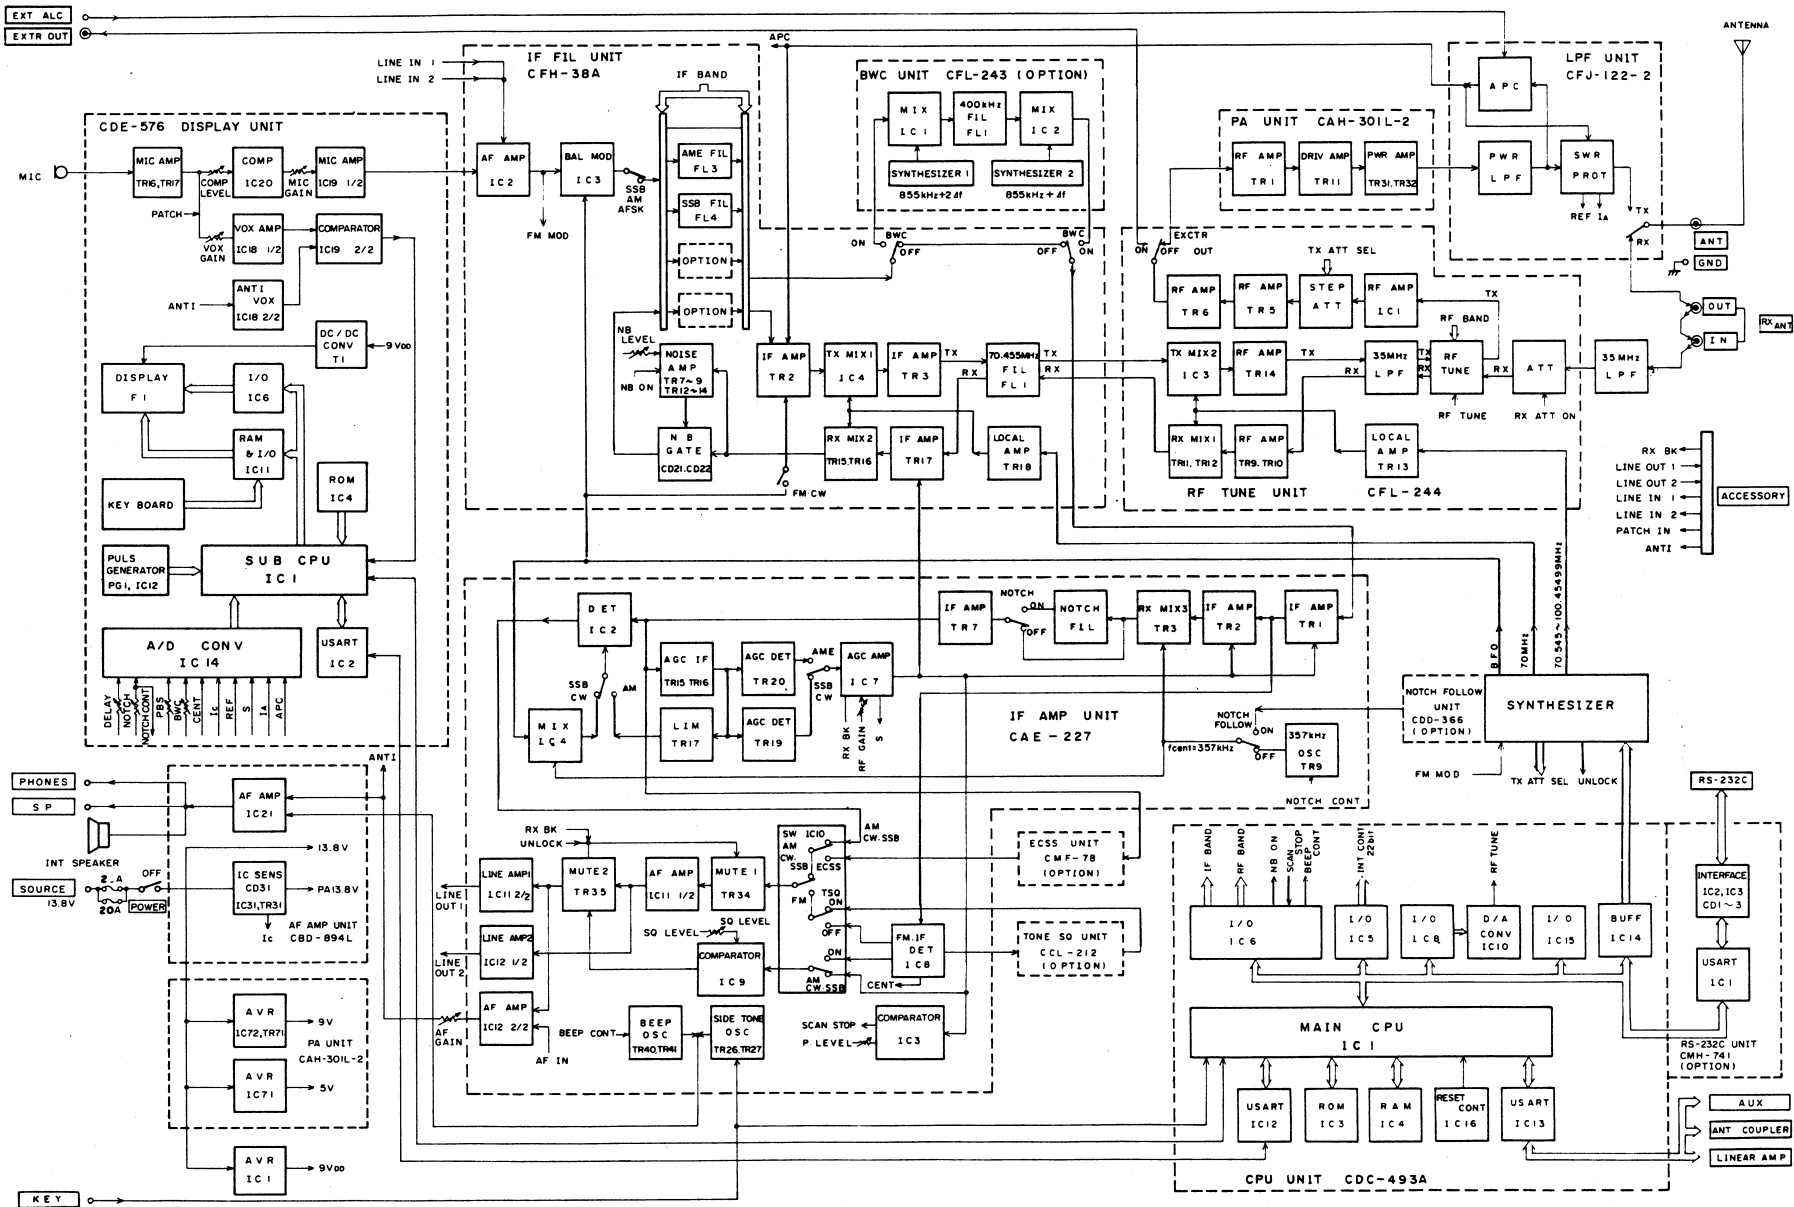 EXT ALC
EXTR OUT
APC
ANTENNA
LINE IN 1
LINE IN 2
IF FIL UNIT
CFH-38A
IF BAND
BWC UNIT CFL-243 (OPTION)
MIX
IC1
400kHz
FIL
FL1
MIX
IC2
SYNTHESIZER 1
SYNTHESIZER 2
855kHz+2Δf
855kHz+Δf
LPF UNIT
CFJ-122-2
APC
PWR
LPF
SWR
PROT
REF IA
TX
RX
ANT
GND
OUT
IN
RX ANT
PA UNIT CAH-301L-2
RF AMP
TR1
DRIV AMP
TR11
PWR AMP
TR31, TR32
CDE-576 DISPLAY UNIT
MIC
MIC AMP
TR16, TR17
COMP
LEVEL
COMP
IC20
MIC
GAIN
MIC AMP
IC19 1/2
PATCH
VOX
GAIN
VOX AMP
IC18 1/2
COMPARATOR
IC19 2/2
ANTI
ANTI
VOX
IC18 2/2
DC/DC
CONV
T1
9VDD
DISPLAY
F1
I/O
IC6
RAM
& I/O
IC11
ROM
IC4
KEY BOARD
PULS
GENERATOR
PG1, IC12
SUB CPU
IC1
A/D CONV
IC14
USART
IC2
DELAY
NOTCH
NOTCH CONT
PBS
BWC
CENT
Ic
REF
S
IA
APC
AF AMP
IC2
BAL MOD
IC3
FM MOD
SSB
AM
AFSK
AME FIL
FL3
SSB FIL
FL4
OPTION
OPTION
ON
BWC
OFF
BWC
OFF
ON
NB
LEVEL
NB ON
NOISE
AMP
TR7~9
TR12~14
N B
GATE
CD21, CD22
IF AMP
TR2
TX MIX1
IC4
IF AMP
TR3
TX
RX
70.455MHz
FIL
FL1
TX
RX
RX MIX2
TR15, TR16
IF AMP
TR17
LOCAL
AMP
TR18
FM·CW
EXCTR
ON
OFF
OUT
TX ATT SEL
RF AMP
TR6
RF AMP
TR5
STEP
ATT
RF AMP
IC1
TX
RF BAND
TX MIX2
IC3
RF AMP
TR14
TX
RX
35MHz
LPF
TX
RX
RX
RF
TUNE
RX
ATT
35MHz
LPF
RF TUNE
RX ATT ON
RX MIX1
TR11, TR12
RF AMP
TR9, TR10
LOCAL
AMP
TR13
RF TUNE UNIT CFL-244
RX BK
LINE OUT 1
LINE OUT 2
LINE IN 1
LINE IN 2
PATCH IN
ANTI
ACCESSORY
DET
IC2
IF AMP
TR7
NOTCH
ON
OFF
NOTCH
FIL
RX MIX3
TR3
IF AMP
TR2
IF AMP
TR1
SSB
CW
AM
AGC IF
TR15 TR16
AGC DET
TR20
AME
SSB
CW
AGC AMP
IC7
MIX
IC4
LIM
TR17
AGC DET
TR19
RX BK
RF GAIN
S
IF AMP UNIT
CAE-227
NOTCH
FOLLOW
ON
OFF
fcent=357kHz
357kHz
OSC
TR9
NOTCH CONT
BFO
70MHz
70.545~100.45499MHz
NOTCH FOLLOW
UNIT
CDD-366
(OPTION)
SYNTHESIZER
FM MOD
TX ATT SEL
UNLOCK
PHONES
SP
INT SPEAKER
SOURCE
13.8V
2 A
20A
OFF
POWER
ANTI
AF AMP
IC21
13.8V
IC SENS
CD31
IC31, TR31
PA13.8V
Ic
AF AMP UNIT
CBD-894L
AVR
IC72, TR71
9V
PA UNIT
CAH-301L-2
AVR
IC71
5V
AVR
IC1
9VDD
KEY
RX BK
UNLOCK
LINE AMP1
IC11 2/2
MUTE 2
TR35
AF AMP
IC11 1/2
MUTE 1
TR34
LINE
OUT 1
LINE AMP2
IC12 1/2
LINE
OUT 2
SQ LEVEL
SQ LEVEL
COMPARATOR
IC9
AF
GAIN
AF AMP
IC12 2/2
AF IN
BEEP CONT
BEEP
OSC
TR40, TR41
SIDE TONE
OSC
TR26, TR27
SW IC10
AM
CW·
SSB
ECSS
FM
TSQ
ON
OFF
ON
AM
CW·SSB
AM
CW·SSB
FM.IF
DET
IC8
CENT
SCAN STOP
P. LEVEL
COMPARATOR
IC3
ECSS UNIT
CMF-78
(OPTION)
TONE SQ UNIT
CCL-212
(OPTION)
IF BAND
RF BAND
NB ON
SCAN
STOP
BEEP
CONT
INT CONT
22bit
RF TUNE
I/O
IC6
I/O
IC5
I/O
IC8
D/A
CONV
IC10
I/O
IC15
BUFF
IC14
MAIN CPU
IC1
USART
IC12
ROM
IC3
RAM
IC4
RESET
CONT
IC16
USART
IC13
CPU UNIT CDC-493A
RS-232C
INTERFACE
IC2, IC3
CD1~3
USART
IC1
RS-232C UNIT
CMH-741
(OPTION)
AUX
ANT COUPLER
LINEAR AMP